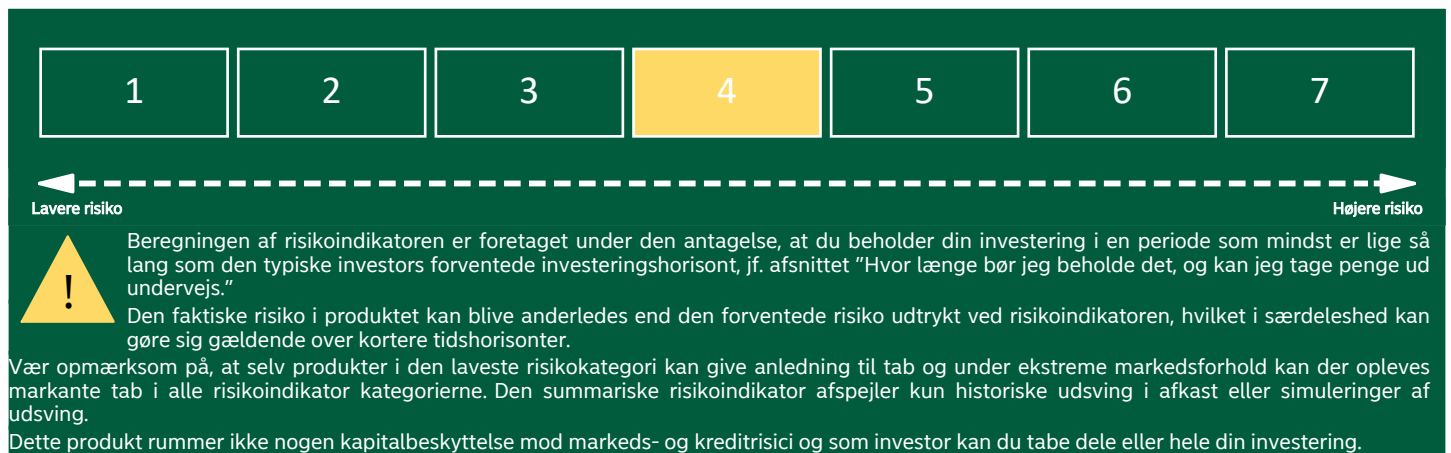 1 2 3 4 5 6 7
Lavere risiko Højere risiko
! Beregningen af risikoindikatoren er foretaget under den antagelse, at du beholder din investering i en periode som mindst er lige så
lang som den typiske investors forventede investeringshorisont, jf. afsnittet ”Hvor længe bør jeg beholde det, og kan jeg tage penge ud
undervejs.”
Den faktiske risiko i produktet kan blive anderledes end den forventede risiko udtrykt ved risikoindikatoren, hvilket i særdeleshed kan
gøre sig gældende over kortere tidshorisonter.
Vær opmærksom på, at selv produkter i den laveste risikokategori kan give anledning til tab og under ekstreme markedsforhold kan der opleves
markante tab i alle risikoindikator kategorierne. Den summariske risikoindikator afspejler kun historiske udsving i afkast eller simuleringer af
udsving.
Dette produkt rummer ikke nogen kapitalbeskyttelse mod markeds- og kreditrisici og som investor kan du tabe dele eller hele din investering.